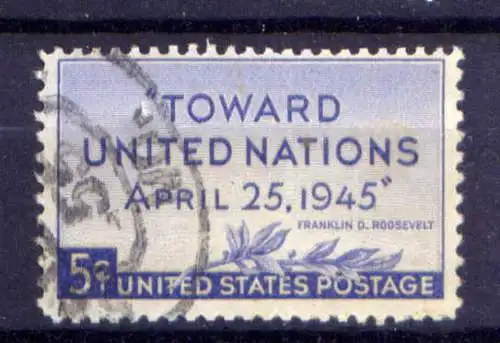 "TOWARD
UNITED NATIONS
APRIL 25, 1945"
FRANKLIN D. ROOSEVELT
5¢
UNITED STATES POSTAGE